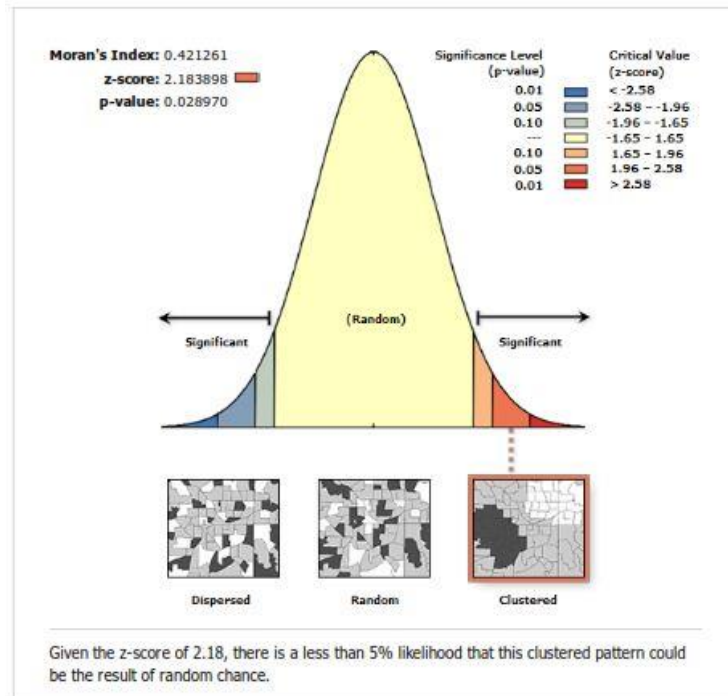 Moran's Index: 0.421261
z-score: 2.183898
p-value: 0.028970
Significance Level
(p-value)
Critical Value
(z-score)
0.01 < -2.58
0.05 -2.58 – -1.96
0.10 -1.96 – -1.65
--- -1.65 – 1.65
0.10 1.65 – 1.96
0.05 1.96 – 2.58
0.01 > 2.58
(Random)
Significant
Significant
Dispersed
Random
Clustered
Given the z-score of 2.18, there is a less than 5% likelihood that this clustered pattern could
be the result of random chance.